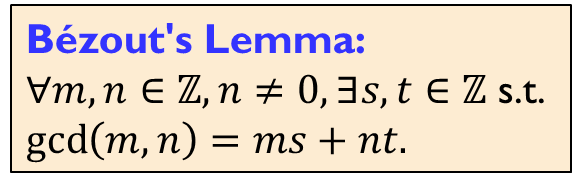 Bézout's Lemma:
∀𝑚, 𝑛 ∈ ℤ, 𝑛 ≠ 0, ∃𝑠, 𝑡 ∈ ℤ s.t.
gcd(𝑚, 𝑛) = 𝑚𝑠 + 𝑛𝑡.